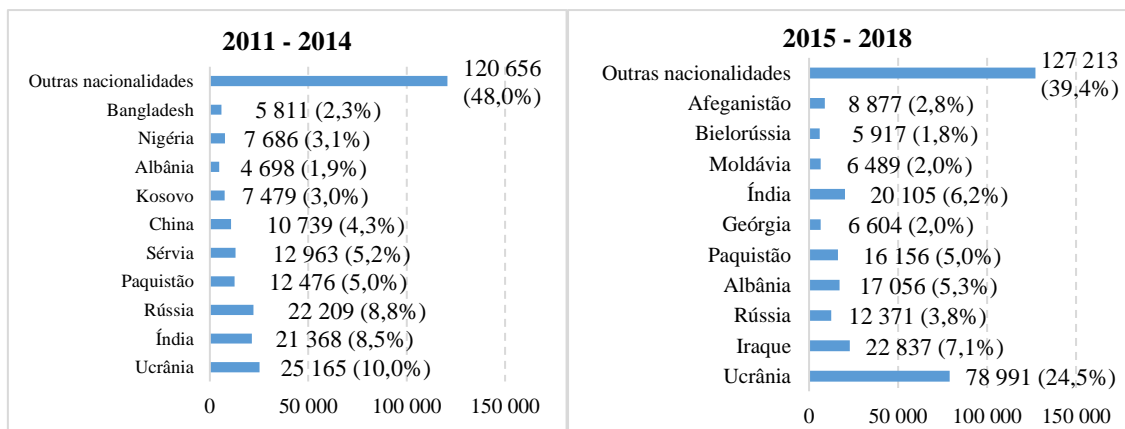 2011 - 2014
Outras nacionalidades 120 656
(48,0%)
Bangladesh 5 811 (2,3%)
Nigéria 7 686 (3,1%)
Albânia 4 698 (1,9%)
Kosovo 7 479 (3,0%)
China 10 739 (4,3%)
Sérvia 12 963 (5,2%)
Paquistão 12 476 (5,0%)
Rússia 22 209 (8,8%)
Índia 21 368 (8,5%)
Ucrânia 25 165 (10,0%)
0 50 000 100 000 150 000
2015 - 2018
Outras nacionalidades 127 213
(39,4%)
Afeganistão 8 877 (2,8%)
Bielorússia 5 917 (1,8%)
Moldávia 6 489 (2,0%)
Índia 20 105 (6,2%)
Geórgia 6 604 (2,0%)
Paquistão 16 156 (5,0%)
Albânia 17 056 (5,3%)
Rússia 12 371 (3,8%)
Iraque 22 837 (7,1%)
Ucrânia 78 991 (24,5%)
0 50 000 100 000 150 000